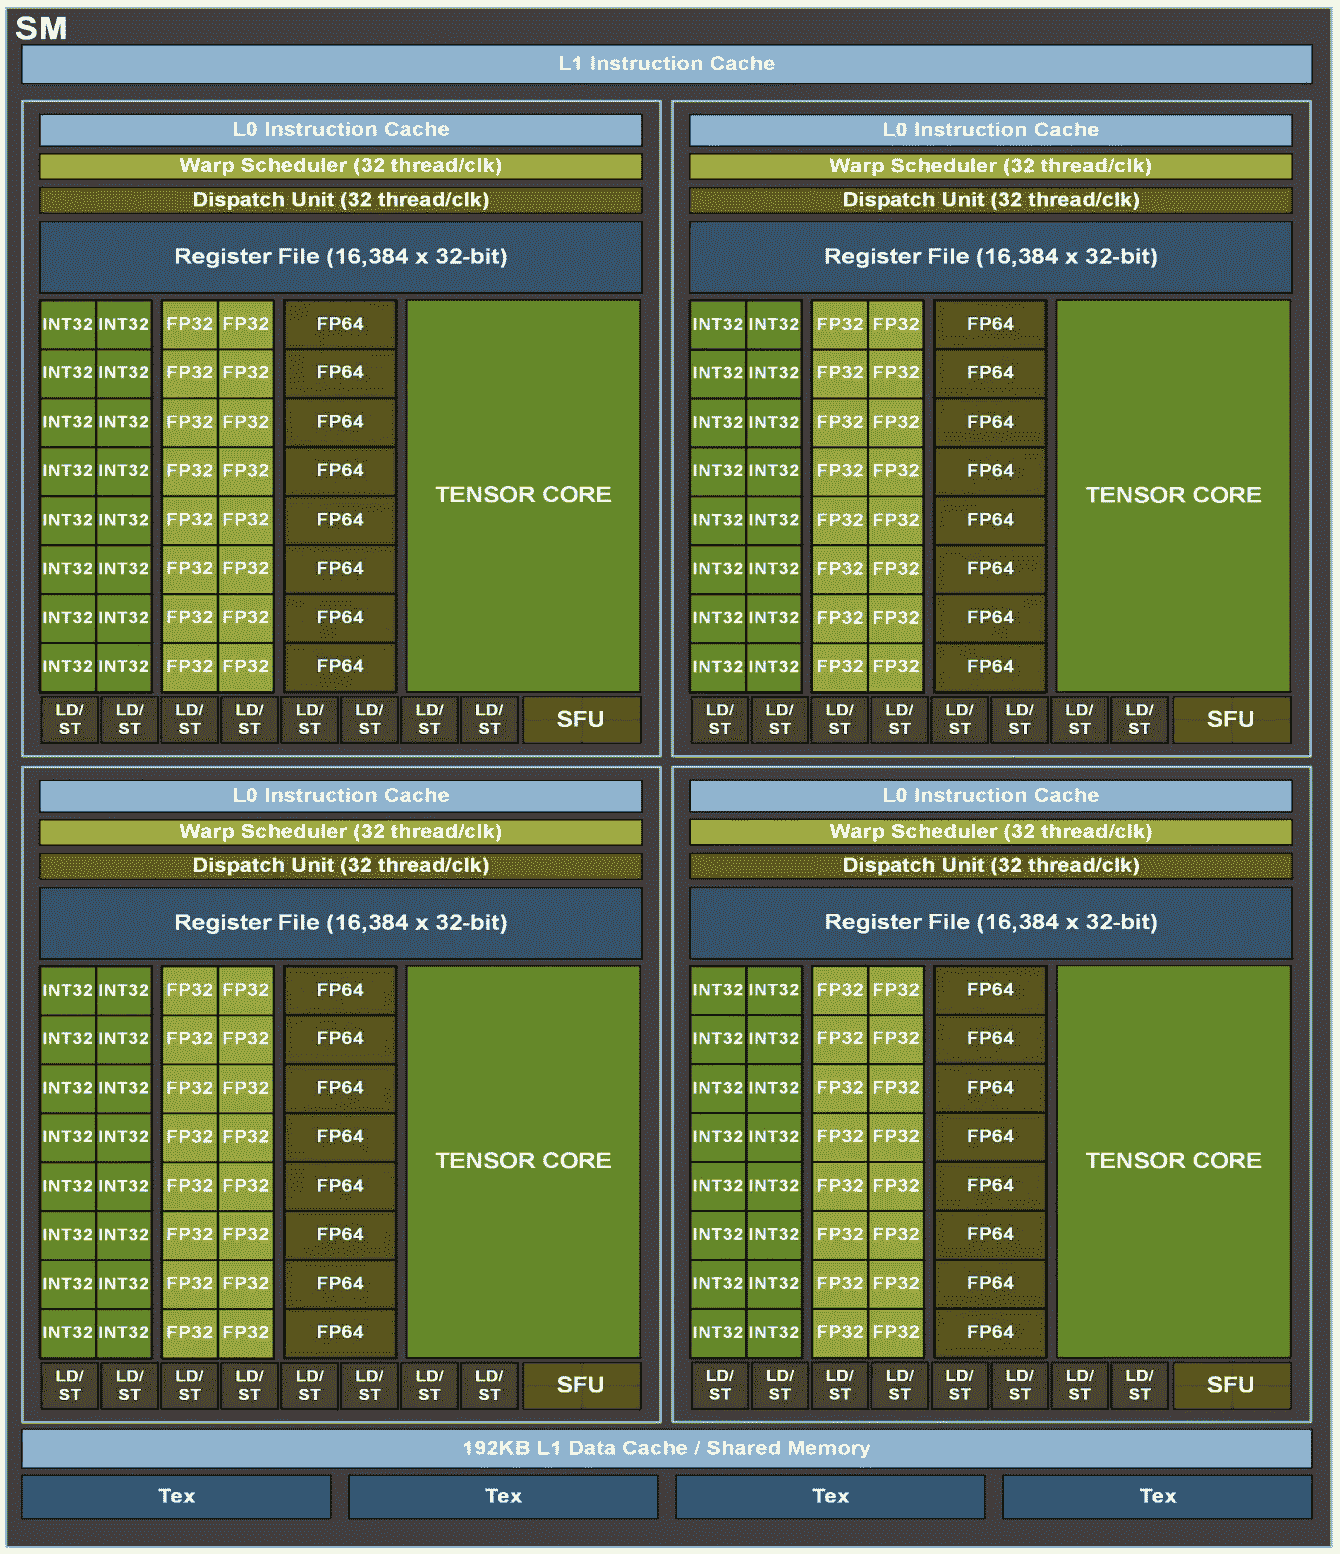 SM
L1 Instruction Cache
L0 Instruction Cache
Warp Scheduler (32 thread/clk)
Dispatch Unit (32 thread/clk)
Register File (16,384 x 32-bit)
INT32 INT32 FP32 FP32 FP64
INT32 INT32 FP32 FP32 FP64
INT32 INT32 FP32 FP32 FP64
INT32 INT32 FP32 FP32 FP64
TENSOR CORE
INT32 INT32 FP32 FP32 FP64
INT32 INT32 FP32 FP32 FP64
INT32 INT32 FP32 FP32 FP64
INT32 INT32 FP32 FP32 FP64
LD/ LD/ LD/ LD/ LD/ LD/ LD/ LD/
ST ST ST ST ST ST ST ST
SFU
L0 Instruction Cache
Warp Scheduler (32 thread/clk)
Dispatch Unit (32 thread/clk)
Register File (16,384 x 32-bit)
INT32 INT32 FP32 FP32 FP64
INT32 INT32 FP32 FP32 FP64
INT32 INT32 FP32 FP32 FP64
INT32 INT32 FP32 FP32 FP64
TENSOR CORE
INT32 INT32 FP32 FP32 FP64
INT32 INT32 FP32 FP32 FP64
INT32 INT32 FP32 FP32 FP64
INT32 INT32 FP32 FP32 FP64
LD/ LD/ LD/ LD/ LD/ LD/ LD/ LD/
ST ST ST ST ST ST ST ST
SFU
L0 Instruction Cache
Warp Scheduler (32 thread/clk)
Dispatch Unit (32 thread/clk)
Register File (16,384 x 32-bit)
INT32 INT32 FP32 FP32 FP64
INT32 INT32 FP32 FP32 FP64
INT32 INT32 FP32 FP32 FP64
INT32 INT32 FP32 FP32 FP64
TENSOR CORE
INT32 INT32 FP32 FP32 FP64
INT32 INT32 FP32 FP32 FP64
INT32 INT32 FP32 FP32 FP64
INT32 INT32 FP32 FP32 FP64
LD/ LD/ LD/ LD/ LD/ LD/ LD/ LD/
ST ST ST ST ST ST ST ST
SFU
L0 Instruction Cache
Warp Scheduler (32 thread/clk)
Dispatch Unit (32 thread/clk)
Register File (16,384 x 32-bit)
INT32 INT32 FP32 FP32 FP64
INT32 INT32 FP32 FP32 FP64
INT32 INT32 FP32 FP32 FP64
INT32 INT32 FP32 FP32 FP64
TENSOR CORE
INT32 INT32 FP32 FP32 FP64
INT32 INT32 FP32 FP32 FP64
INT32 INT32 FP32 FP32 FP64
INT32 INT32 FP32 FP32 FP64
LD/ LD/ LD/ LD/ LD/ LD/ LD/ LD/
ST ST ST ST ST ST ST ST
SFU
192KB L1 Data Cache / Shared Memory
Tex Tex Tex Tex